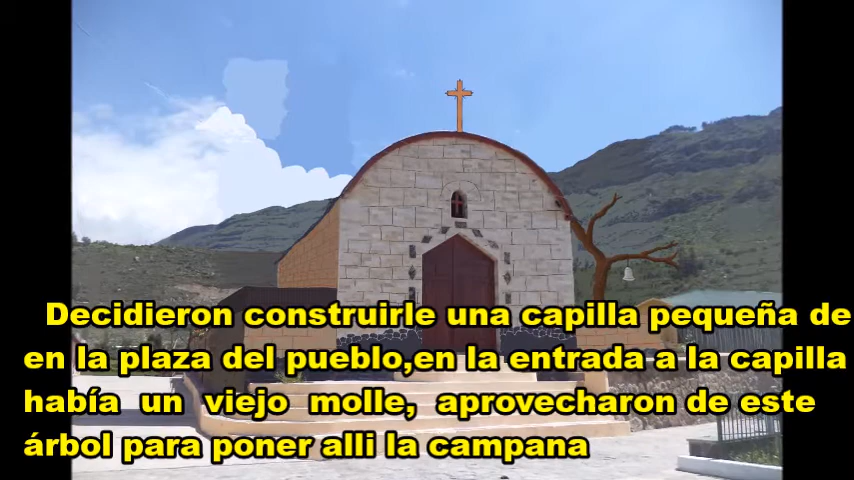 Decidieron construirle una capilla pequeña de
en la plaza del pueblo,en la entrada a la capilla
había un viejo molle, aprovecharon de este
árbol para poner alli la campana